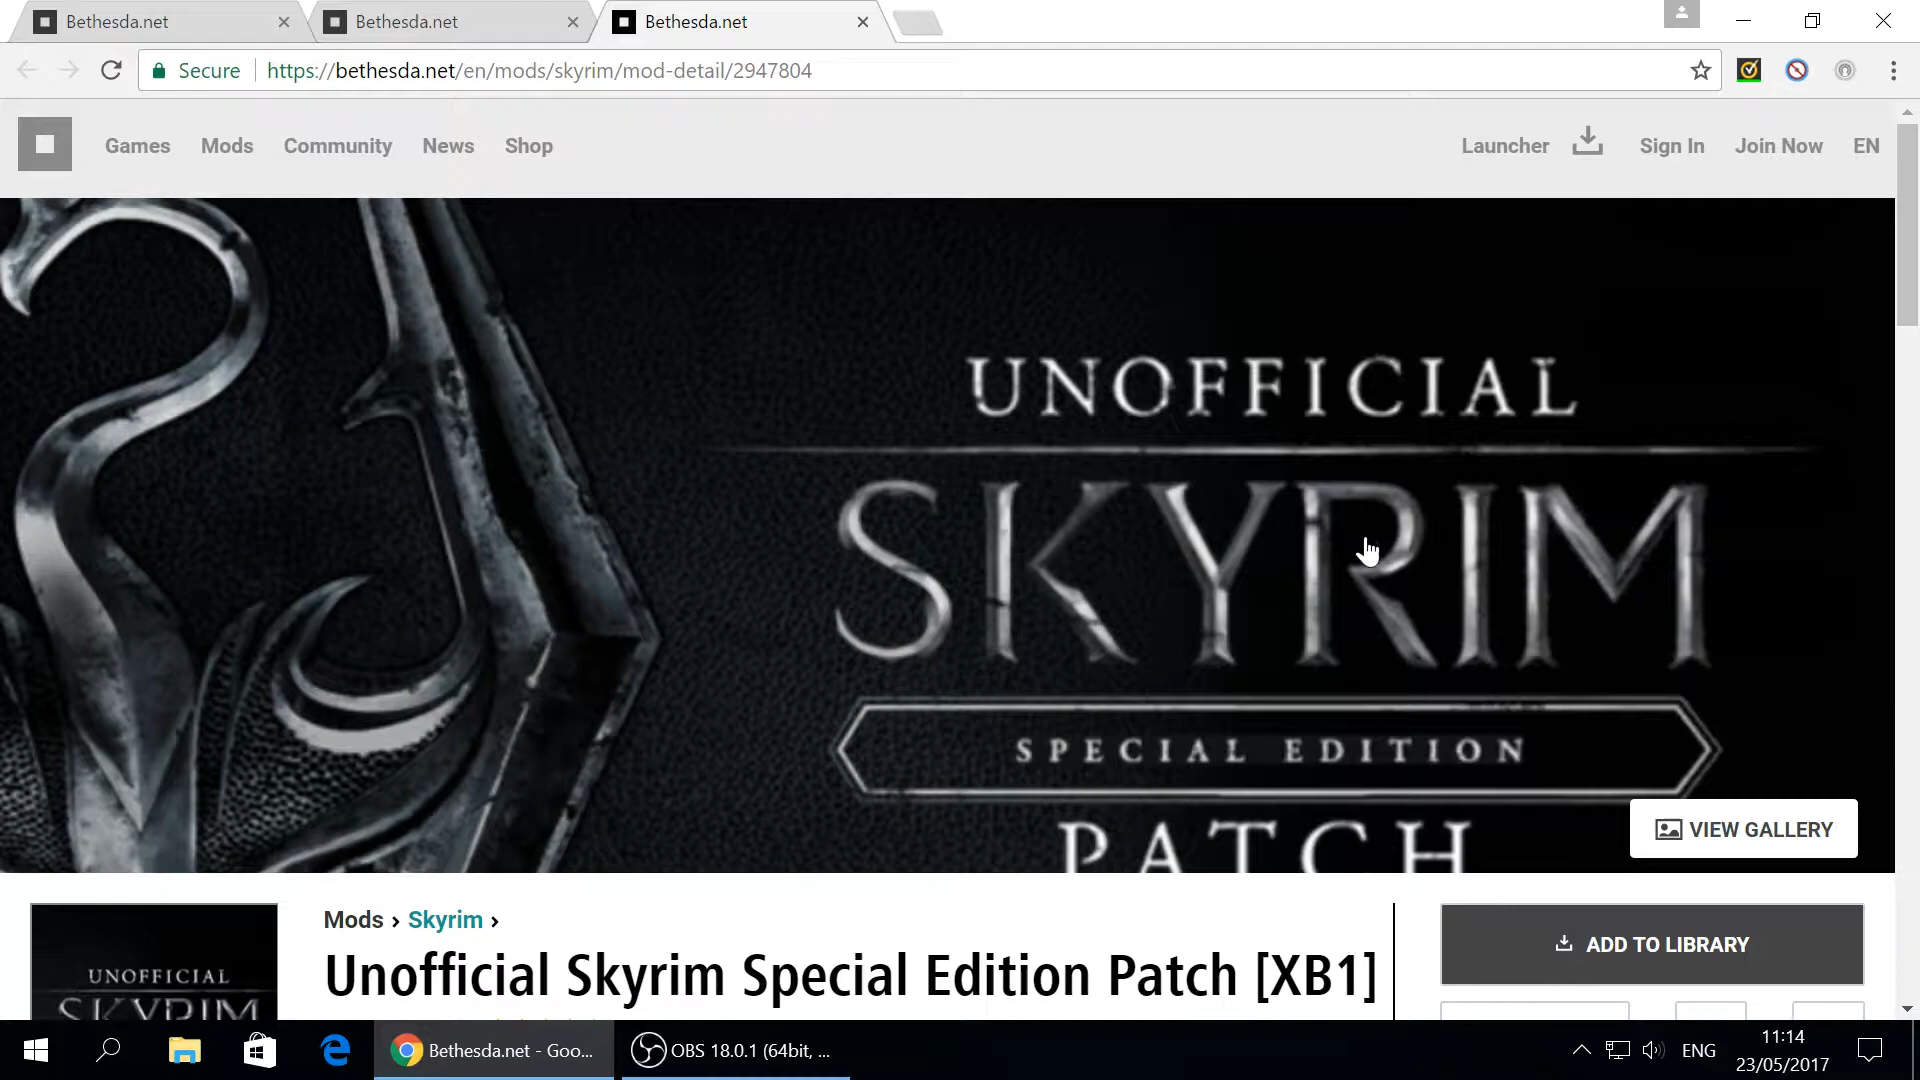 Bethesda.net
Bethesda.net
Bethesda.net
Secure https://bethesda.net/en/mods/skyrim/mod-detail/2947804
Games Mods Community News Shop Launcher Sign In Join Now EN
UNOFFICIAL
SKYRIM
SPECIAL EDITION
PATCH
VIEW GALLERY
Mods › Skyrim ›
Unofficial Skyrim Special Edition Patch [XB1]
ADD TO LIBRARY
UNOFFICIAL
SKYRIM
Bethesda.net - Goo...
OBS 18.0.1 (64bit, ...
ENG
11:14
23/05/2017